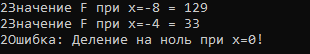 2Значение F при x=-8 = 129
2Значение F при x=-4 = 33
2Ошибка: Деление на ноль при x=0!